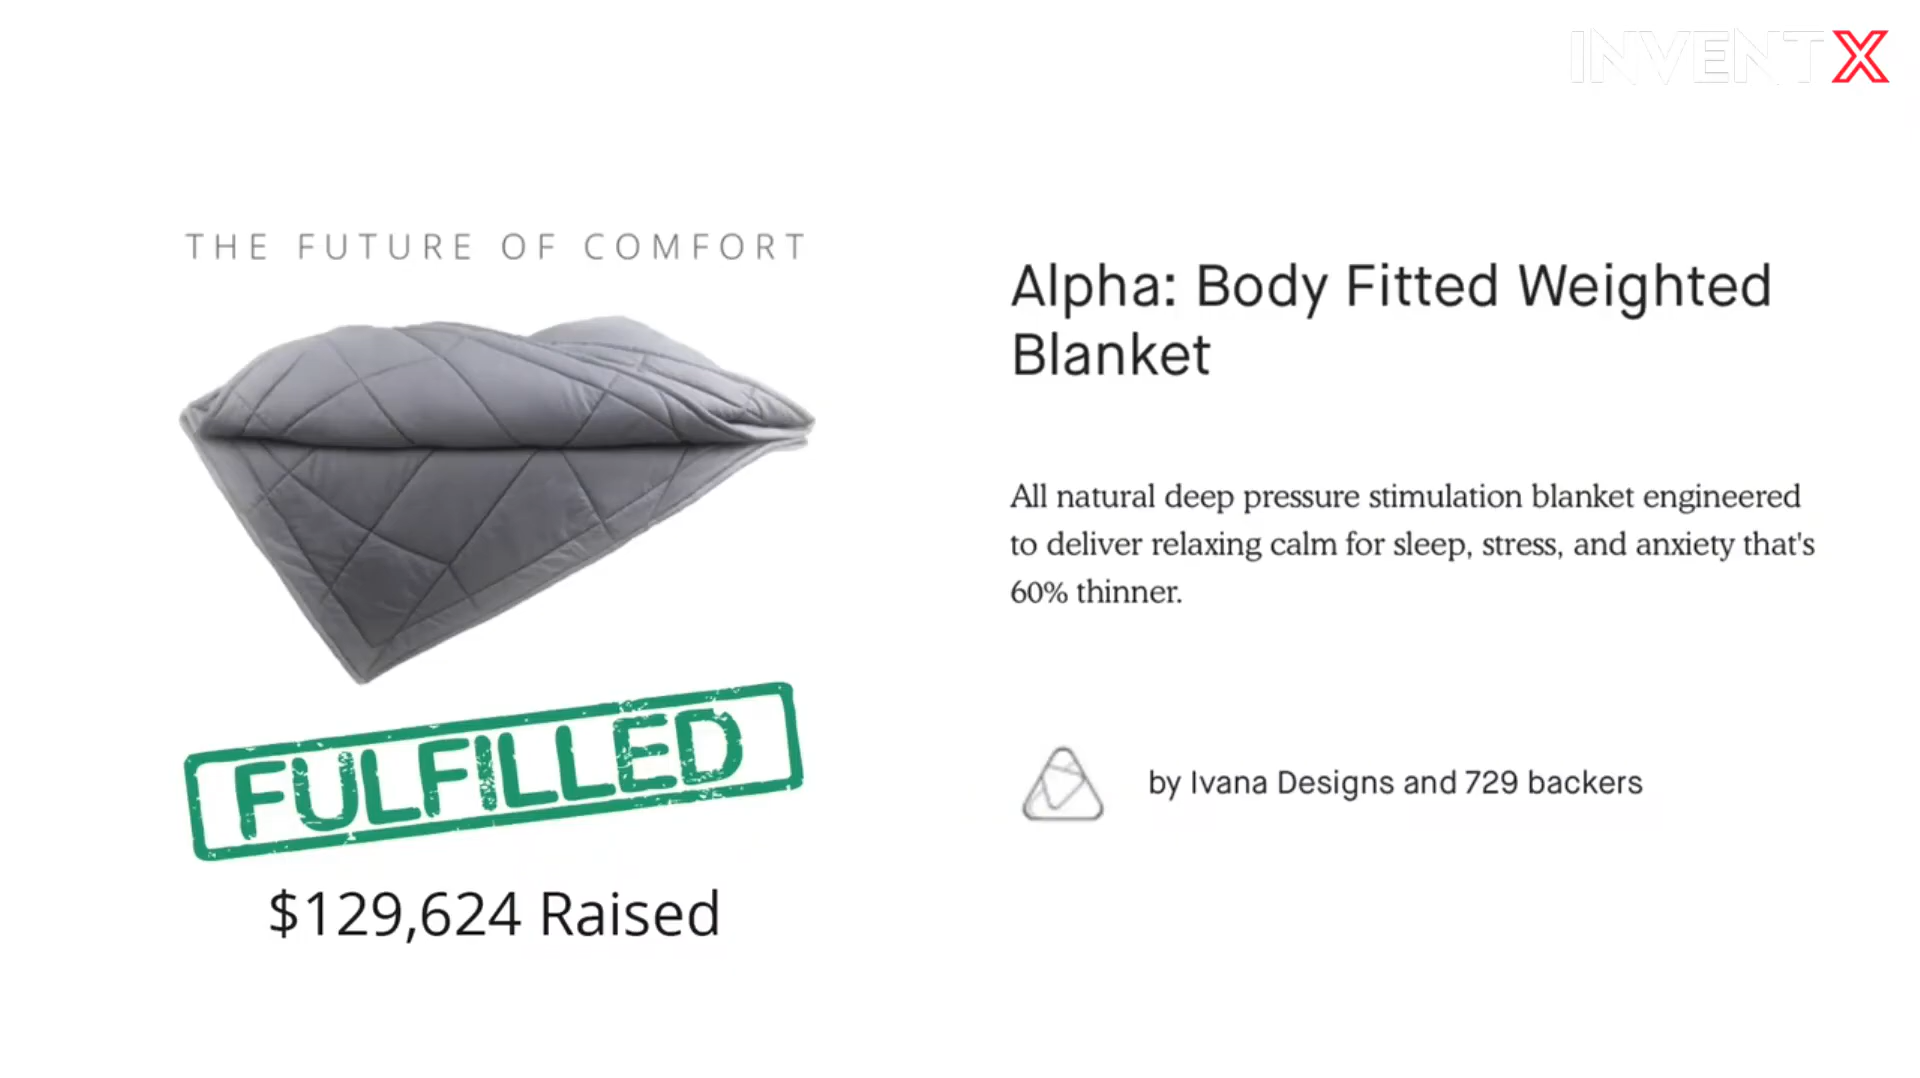 INVENTX
THE FUTURE OF COMFORT
Alpha: Body Fitted Weighted
Blanket
All natural deep pressure stimulation blanket engineered
to deliver relaxing calm for sleep, stress, and anxiety that's
60% thinner.
FULFILLED
by Ivana Designs and 729 backers
$129,624 Raised